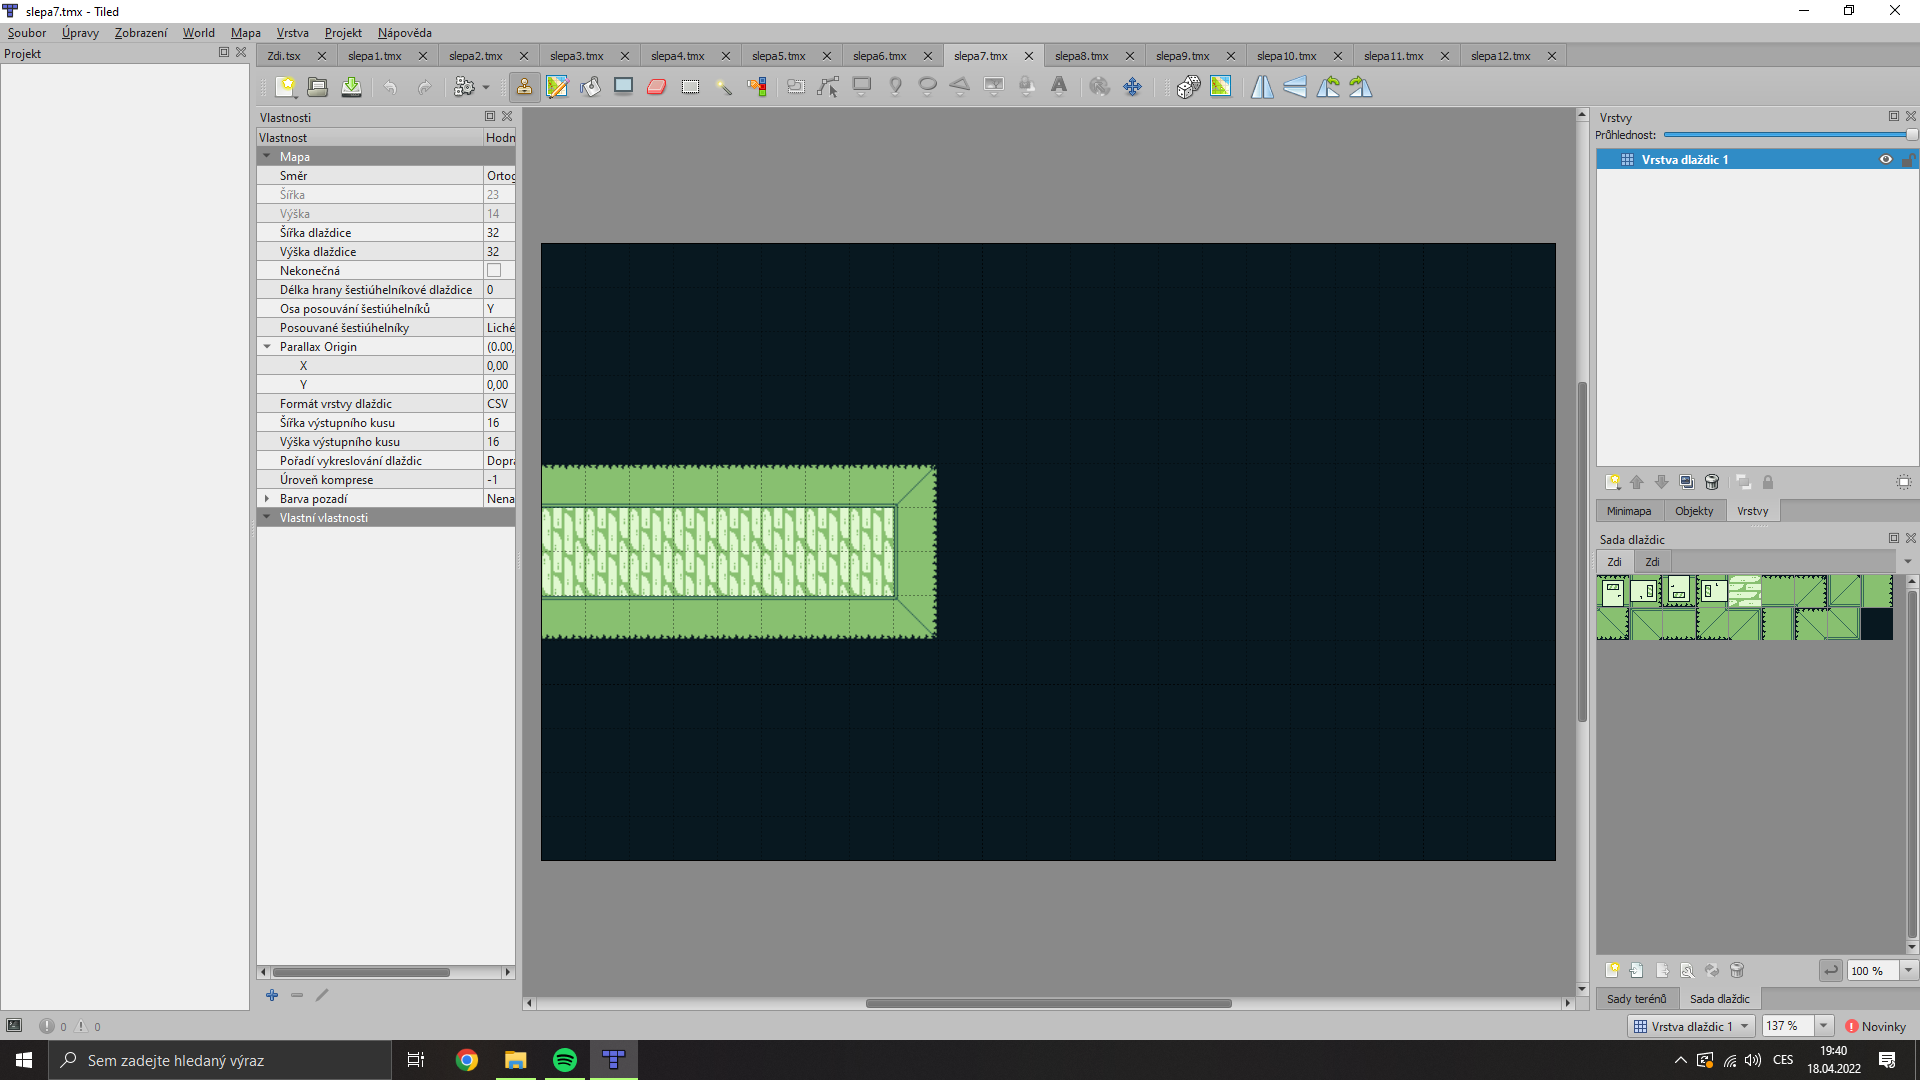 slepa7.tmx - Tiled
Soubor Úpravy Zobrazení World Mapa Vrstva Projekt Nápověda
Projekt
Zdi.tsx slepa1.tmx slepa2.tmx slepa3.tmx slepa4.tmx slepa5.tmx slepa6.tmx slepa7.tmx slepa8.tmx slepa9.tmx slepa10.tmx slepa11.tmx slepa12.tmx
Vlastnosti
Vlastnost Hodn
Mapa
Směr Ortog
Šířka 23
Výška 14
Šířka dlaždice 32
Výška dlaždice 32
Nekonečná
Délka hrany šestiúhelníkové dlaždice 0
Osa posouvání šestiúhelníků Y
Posouvané šestiúhelníky Liché
Parallax Origin (0.00,
X 0,00
Y 0,00
Formát vrstvy dlaždic CSV
Šířka výstupního kusu 16
Výška výstupního kusu 16
Pořadí vykreslování dlaždic Dopra
Úroveň komprese -1
Barva pozadí Nena
Vlastní vlastnosti
Vrstvy
Průhlednost:
Vrstva dlaždic 1
Minimapa Objekty Vrstvy
Sada dlaždic
Zdi Zdi
100 %
Sady terénů Sada dlaždic
0 0
Vrstva dlaždic 1 137 % Novinky
Sem zadejte hledaný výraz
CES
19:40
18.04.2022